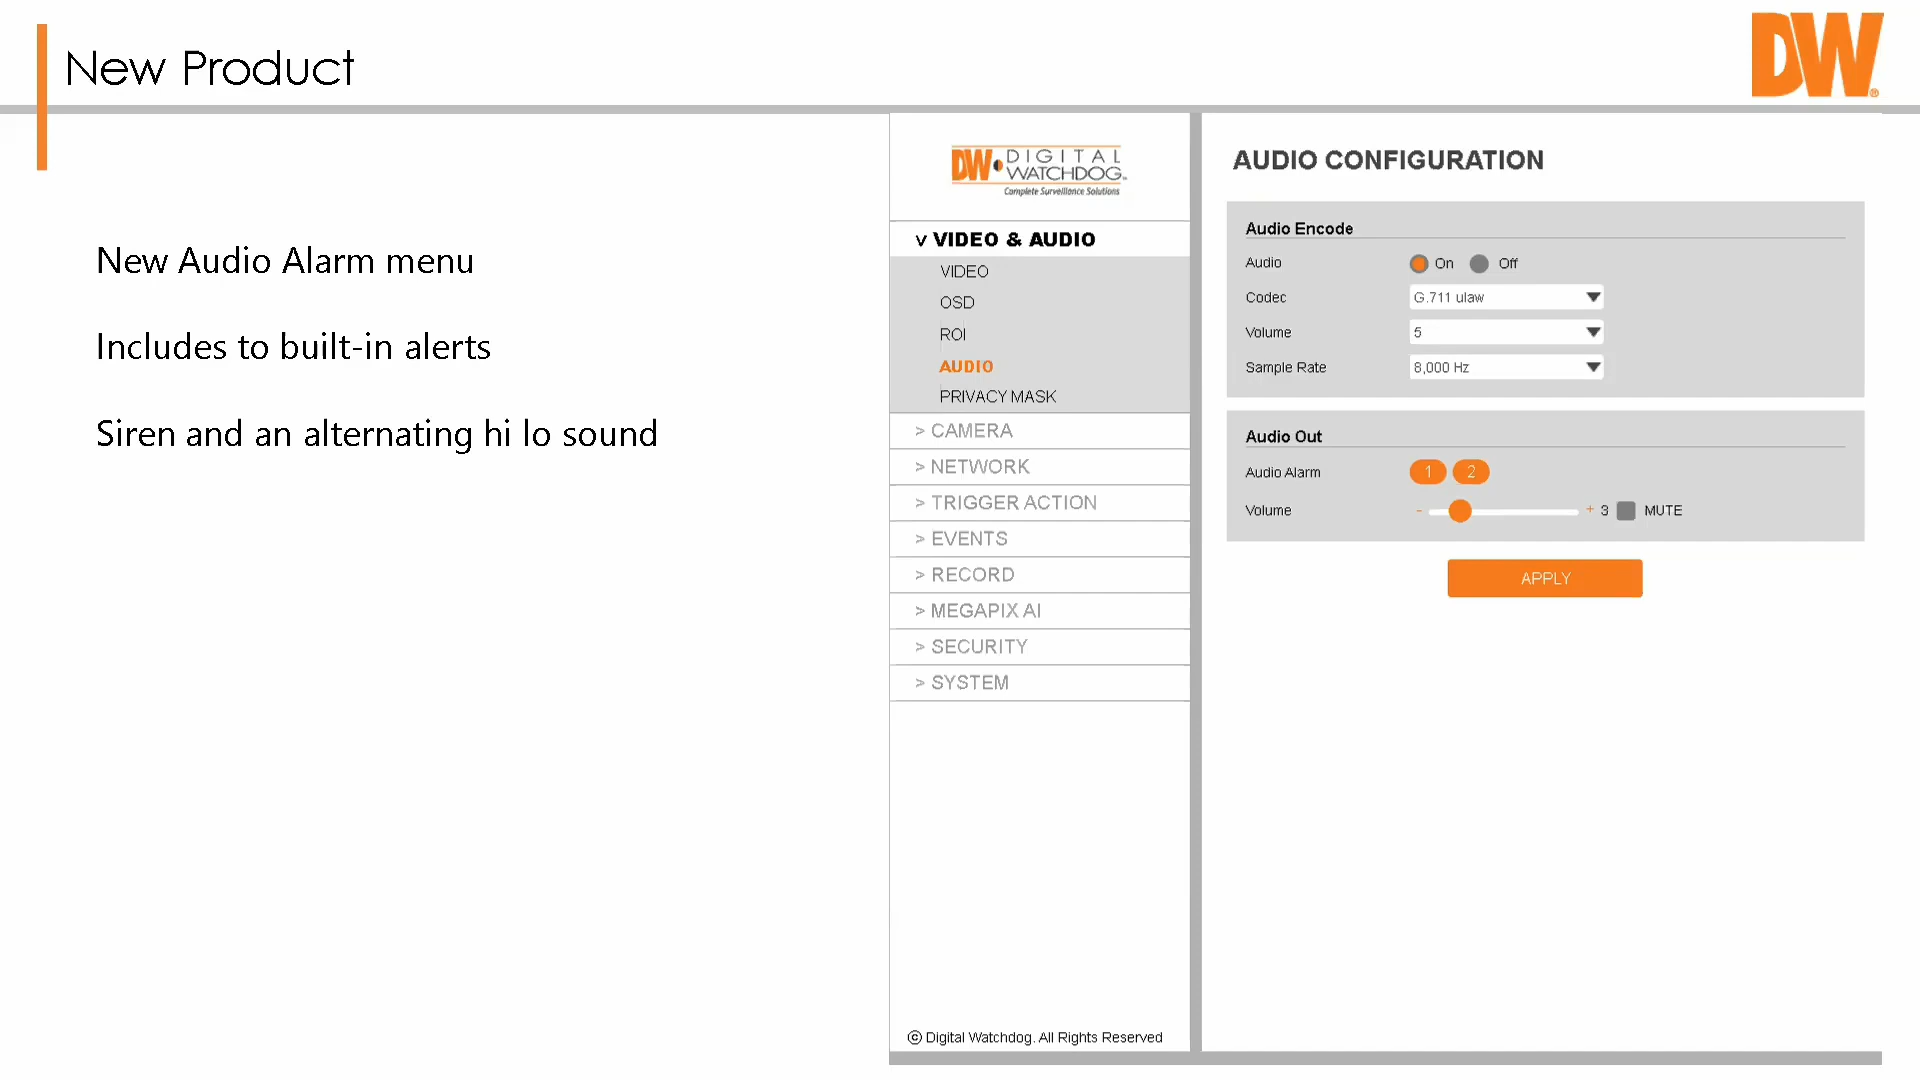 New Product
DW®
New Audio Alarm menu
Includes to built-in alerts
Siren and an alternating hi lo sound
DW DIGITAL WATCHDOG™
Complete Surveillance Solutions
v VIDEO & AUDIO
VIDEO
OSD
ROI
AUDIO
PRIVACY MASK
> CAMERA
> NETWORK
> TRIGGER ACTION
> EVENTS
> RECORD
> MEGAPIX AI
> SECURITY
> SYSTEM
© Digital Watchdog. All Rights Reserved
AUDIO CONFIGURATION
Audio Encode
Audio On Off
Codec G.711 ulaw
Volume 5
Sample Rate 8,000 Hz
Audio Out
Audio Alarm 1 2
Volume - + 3 MUTE
APPLY